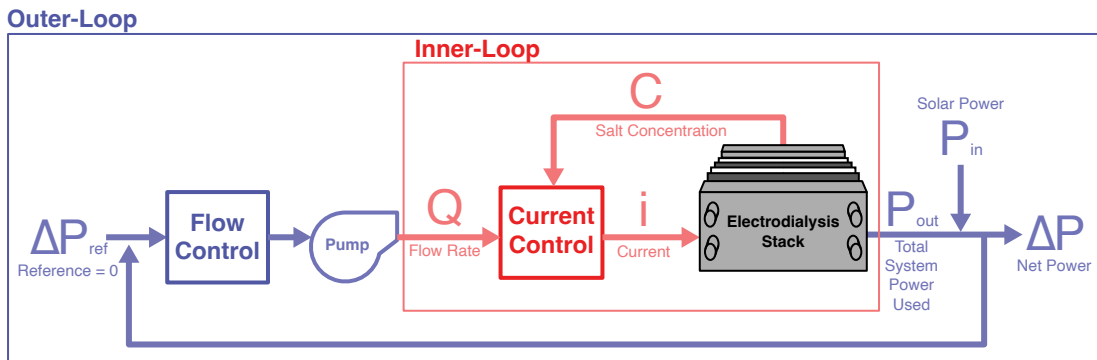 Outer-Loop
Inner-Loop
C
Salt Concentration
Solar Power
P in
ΔP ref
Reference = 0
Flow
Control
Pump
Q
Flow Rate
Current
Control
i
Current
Electrodialysis
Stack
P out
Total
System
Power
Used
ΔP
Net Power